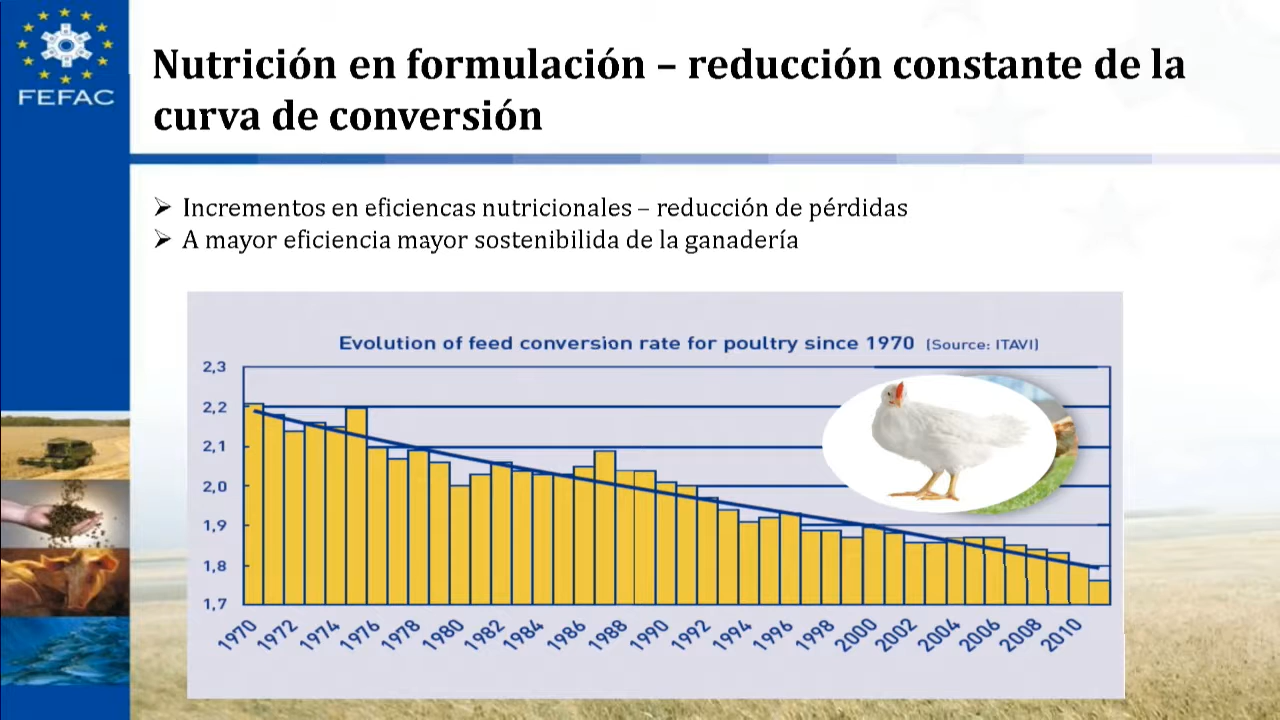 FEFAC
Nutrición en formulación – reducción constante de la
curva de conversión
➢ Incrementos en eficiencas nutricionales – reducción de pérdidas
➢ A mayor eficiencia mayor sostenibilida de la ganadería
Evolution of feed conversion rate for poultry since 1970 (Source: ITAVI)
2,3
2,2
2,1
2,0
1,9
1,8
1,7
1970 1972 1974 1976 1978 1980 1982 1984 1986 1988 1990 1992 1994 1996 1998 2000 2002 2004 2006 2008 2010